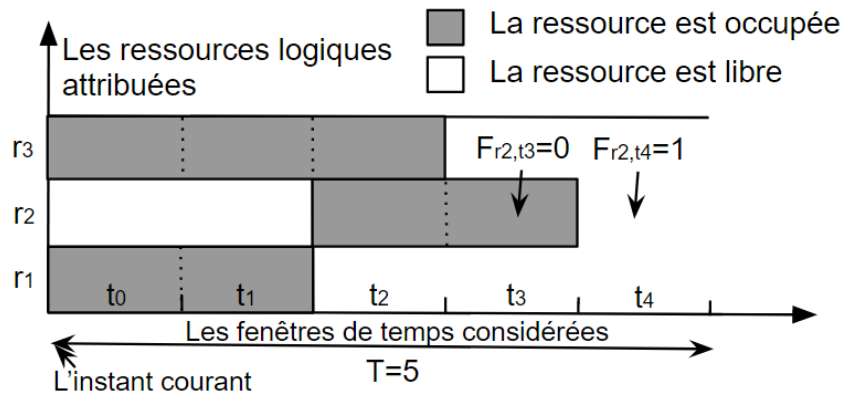 Les ressources logiques
attribuées
La ressource est occupée
La ressource est libre
r3
Fr2,t3=0
Fr2,t4=1
r2
r1
t0
t1
t2
t3
t4
Les fenêtres de temps considérées
T=5
L'instant courant